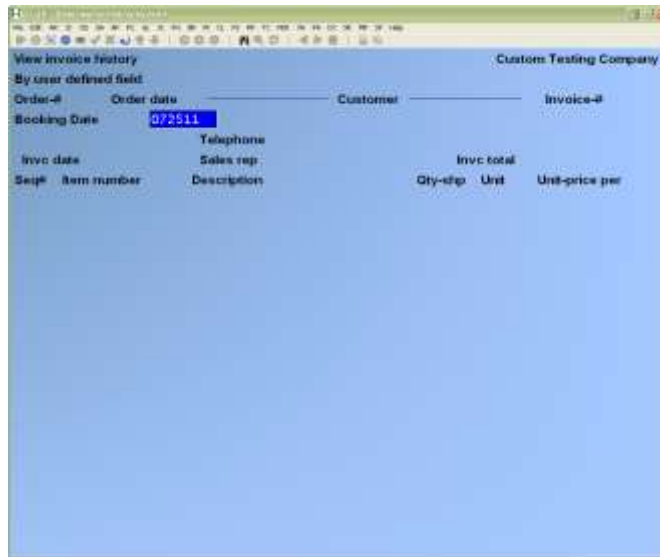 View invoice history Custom Testing Company
By user defined field
Order-# Order date Customer Invoice-#
Booking Date 072511
Telephone
Invc date Sales rep Invc total
Seq# Item number Description Qty-shp Unit Unit-price per